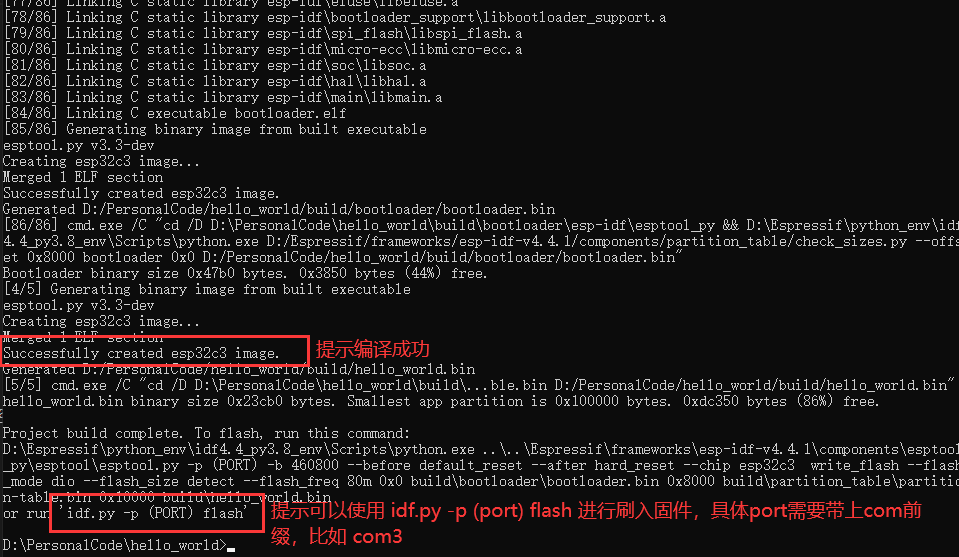 [77/86] Linking C static library esp-idf\efuse\libefuse.a
[78/86] Linking C static library esp-idf\bootloader_support\libbootloader_support.a
[79/86] Linking C static library esp-idf\spi_flash\libspi_flash.a
[80/86] Linking C static library esp-idf\micro-ecc\libmicro-ecc.a
[81/86] Linking C static library esp-idf\soc\libsoc.a
[82/86] Linking C static library esp-idf\hal\libhal.a
[83/86] Linking C static library esp-idf\main\libmain.a
[84/86] Linking C executable bootloader.elf
[85/86] Generating binary image from built executable
esptool.py v3.3-dev
Creating esp32c3 image...
Merged 1 ELF section
Successfully created esp32c3 image.
Generated D:/PersonalCode/hello_world/build/bootloader/bootloader.bin
[86/86] cmd.exe /C "cd /D D:\PersonalCode\hello_world\build\bootloader\esp-idf\esptool_py && D:\Espressif\python_env\idf
4.4_py3.8_env\Scripts\python.exe D:/Espressif/frameworks/esp-idf-v4.4.1/components/partition_table/check_sizes.py --offs
et 0x8000 bootloader 0x0 D:/PersonalCode/hello_world/build/bootloader/bootloader.bin"
Bootloader binary size 0x47b0 bytes. 0x3850 bytes (44%) free.
[4/5] Generating binary image from built executable
esptool.py v3.3-dev
Creating esp32c3 image...
Merged 1 ELF section
Successfully created esp32c3 image. 提示编译成功
Generated D:/PersonalCode/hello_world/build/hello_world.bin
[5/5] cmd.exe /C "cd /D D:\PersonalCode\hello_world\build\...ble.bin D:/PersonalCode/hello_world/build/hello_world.bin"
hello_world.bin binary size 0x23cb0 bytes. Smallest app partition is 0x100000 bytes. 0xdc350 bytes (86%) free.
Project build complete. To flash, run this command:
D:\Espressif\python_env\idf4.4_py3.8_env\Scripts\python.exe ..\..\Espressif\frameworks\esp-idf-v4.4.1\components\esptool
_py\esptool\esptool.py -p (PORT) -b 460800 --before default_reset --after hard_reset --chip esp32c3  write_flash --flash
_mode dio --flash_size detect --flash_freq 80m 0x0 build\bootloader\bootloader.bin 0x8000 build\partition_table\partitio
n-table.bin 0x10000 build\hello_world.bin
or run 'idf.py -p (PORT) flash' 提示可以使用 idf.py -p (port) flash 进行刷入固件，具体port需要带上com前
缀，比如 com3
D:\PersonalCode\hello_world>